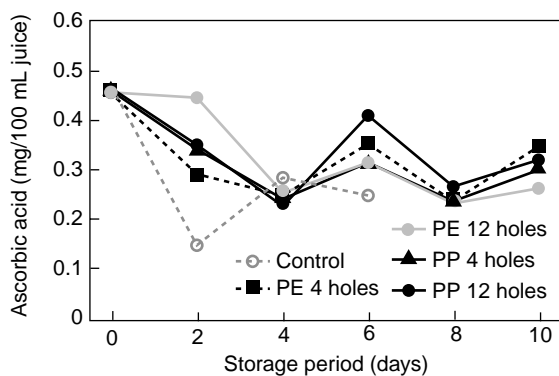 Ascorbic acid (mg/100 mL juice)
0.6
0.5
0.4
0.3
0.2
0.1
0
0 2 4 6 8 10
Storage period (days)
Control
PE 4 holes
PE 12 holes
PP 4 holes
PP 12 holes